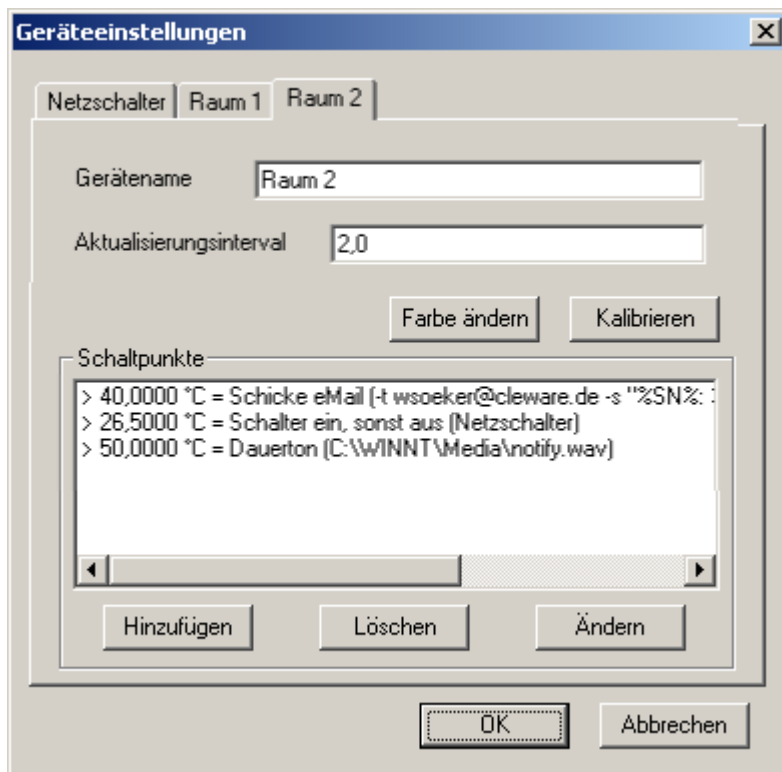 Geräteeinstellungen
Netzschalter Raum 1 Raum 2
Gerätename Raum 2
Aktualisierungsinterval 2,0
Farbe ändern Kalibrieren
Schaltpunkte
> 40,0000 °C = Schicke eMail (-t wsoeker@cleware.de -s "%SN%:
> 26,5000 °C = Schalter ein, sonst aus (Netzschalter)
> 50,0000 °C = Dauerton (C:\WINNT\Media\notify.wav)
Hinzufügen Löschen Ändern
OK Abbrechen